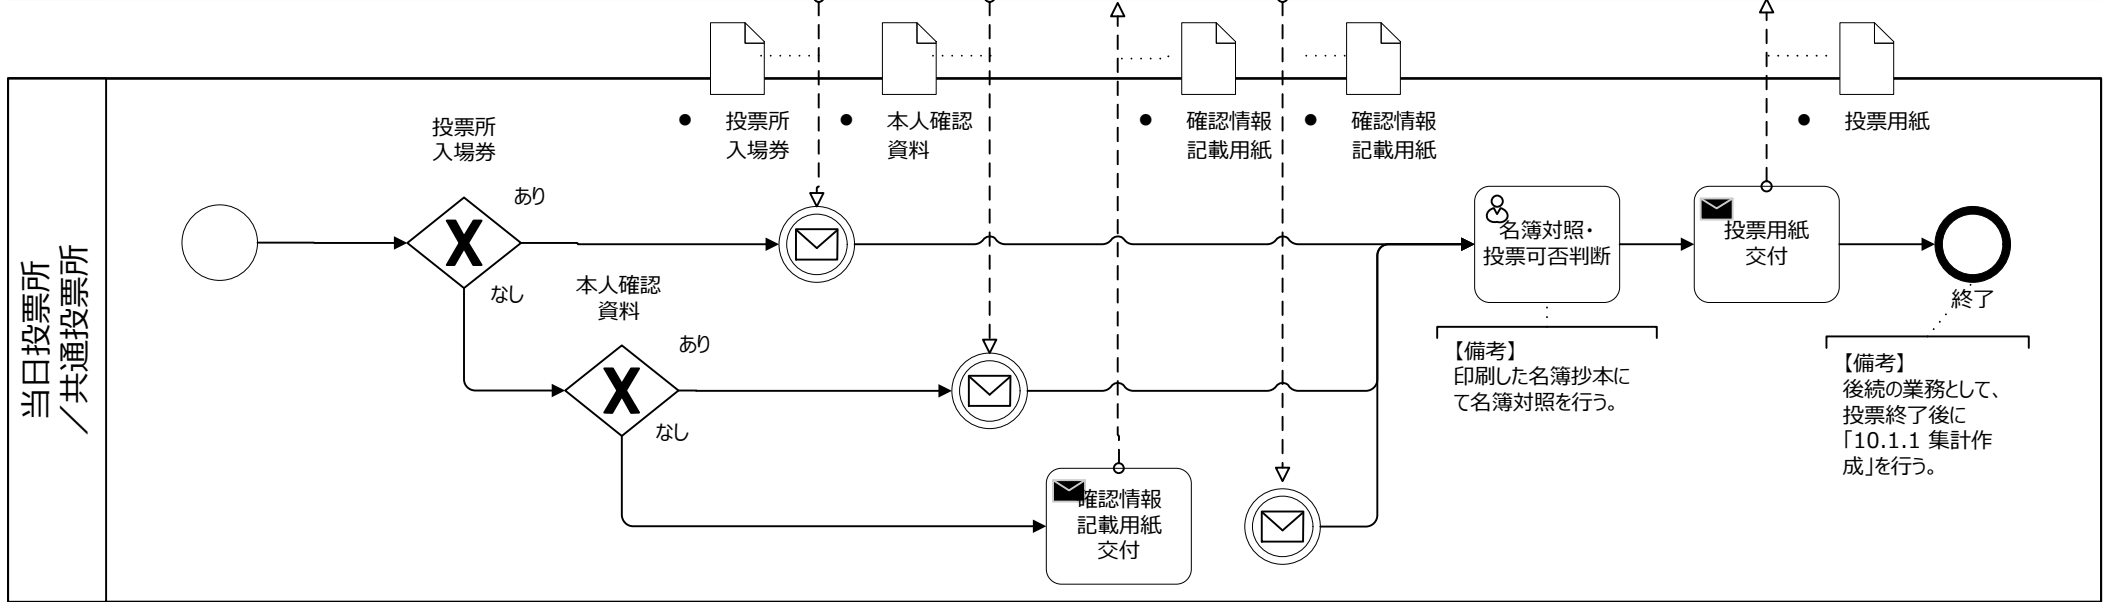 当日投票所
／共通投票所
投票所
入場券
あり
なし
本人確認
資料
あり
なし
● 投票所
入場券
● 本人確認
資料
● 確認情報
記載用紙
● 確認情報
記載用紙
● 投票用紙
確認情報
記載用紙
交付
名簿対照・
投票可否判断
投票用紙
交付
終了
【備考】
印刷した名簿抄本に
て名簿対照を行う。
【備考】
後続の業務として、
投票終了後に
「10.1.1 集計作
成」を行う。